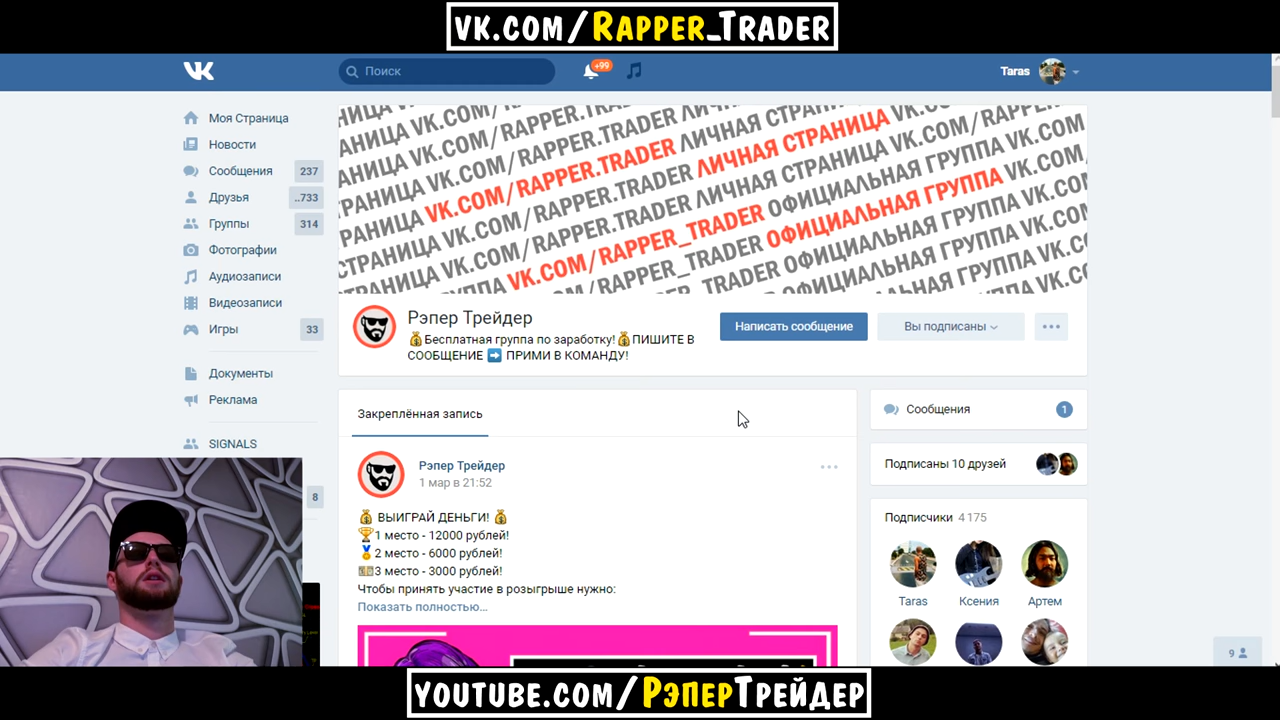 VK.COM/RAPPER_TRADER
Поиск
+99
Taras
Моя Страница
Новости
Сообщения 237
Друзья ..733
Группы 314
Фотографии
Аудиозаписи
Видеозаписи
Игры 33
Документы
Реклама
SIGNALS
8
НИЦА VK.COM/RAPPER.TRADER ЛИЧНАЯ СТРАНИЦА
VK.COM/RAPPER.TRADER ЛИЧНАЯ СТРАНИЦА
VK.COM/RAPPER_TRADER ОФИЦИАЛЬНАЯ ГРУППА
Рэпер Трейдер
💰Бесплатная группа по заработку!💰ПИШИТЕ В
СООБЩЕНИЕ ➡ ПРИМИ В КОМАНДУ!
Написать сообщение
Вы подписаны
Закреплённая запись
Рэпер Трейдер
1 мар в 21:52
💰 ВЫИГРАЙ ДЕНЬГИ! 💰
🏆1 место - 12000 рублей!
🏅2 место - 6000 рублей!
💵3 место - 3000 рублей!
Чтобы принять участие в розыгрыше нужно:
Показать полностью…
Сообщения 1
Подписаны 10 друзей
Подписчики 4 175
Taras Ксения Артем
9
YOUTUBE.COM/РЭПЕРТРЕЙДЕР